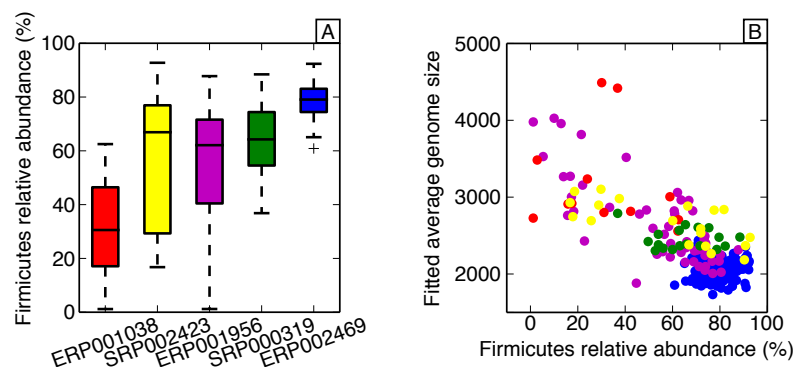 A
Firmicutes relative abundance (%)
100
80
60
40
20
0
ERP001038
SRP002423
ERP001956
SRP000319
ERP002469
B
Fitted average genome size
5000
4000
3000
2000
0 20 40 60 80 100
Firmicutes relative abundance (%)